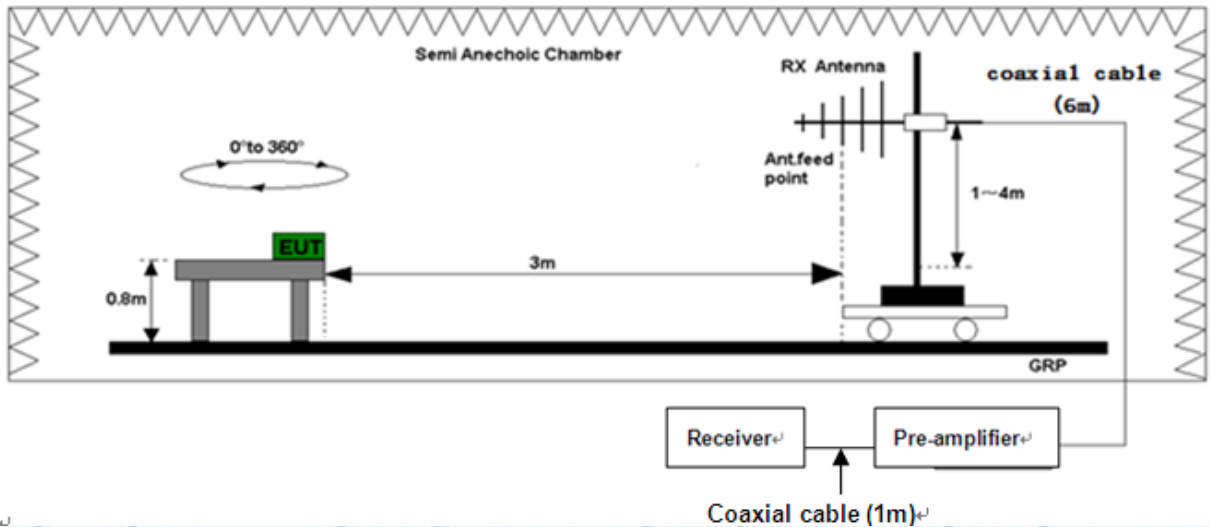 Semi Anechoic Chamber
RX Antenna
coaxial cable
(6m)
0°to 360°
Ant.feed
point
1～4m
EUT
3m
0.8m
GRP
Receiver↵
Pre-amplifier↵
Coaxial cable (1m)↵
↵